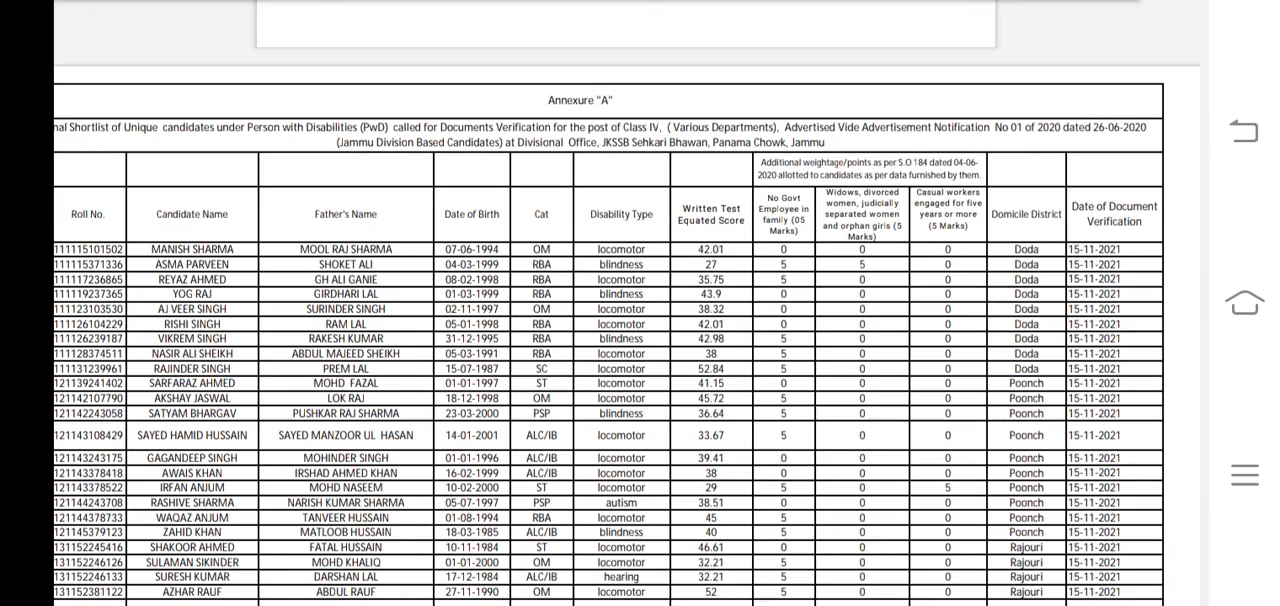 Annexure "A"
nal Shortlist of Unique candidates under Person with Disabilities (PwD) called for Documents Verification for the post of Class IV, ( Various Departments), Advertised Vide Advertisement Notification No 01 of 2020 dated 26-06-2020
(Jammu Division Based Candidates) at Divisional Office, JKSSB Sehkari Bhawan, Panama Chowk, Jammu
Additional weightage/points as per S.O 184 dated 04-06-
2020 allotted to candidates as per data furnished by them.
Roll No. Candidate Name Father's Name Date of Birth Cat Disability Type Written Test Equated Score No Govt Employee in family (05 Marks) Widows, divorced women, judicially separated women and orphan girls (5 Marks) Casual workers engaged for five years or more (5 Marks) Domicile District Date of Document Verification
111115101502 MANISH SHARMA MOOL RAJ SHARMA 07-06-1994 OM locomotor 42.01 0 0 0 Doda 15-11-2021
111115371336 ASMA PARVEEN SHOKET ALI 04-03-1999 RBA blindness 27 5 5 0 Doda 15-11-2021
111117236865 REYAZ AHMED GH ALI GANIE 08-02-1998 RBA locomotor 35.75 5 0 0 Doda 15-11-2021
111119237365 YOG RAJ GIRDHARI LAL 01-03-1999 RBA blindness 43.9 0 0 0 Doda 15-11-2021
111123103530 AJ VEER SINGH SURINDER SINGH 02-11-1997 OM locomotor 38.32 0 0 0 Doda 15-11-2021
111126104229 RISHI SINGH RAM LAL 05-01-1998 RBA locomotor 42.01 0 0 0 Doda 15-11-2021
111126239187 VIKREM SINGH RAKESH KUMAR 31-12-1995 RBA blindness 42.98 5 0 0 Doda 15-11-2021
111128374511 NASIR ALI SHEIKH ABDUL MAJEED SHEIKH 05-03-1991 RBA locomotor 38 5 0 0 Doda 15-11-2021
111131239961 RAJINDER SINGH PREM LAL 15-07-1987 SC locomotor 52.84 5 0 0 Doda 15-11-2021
121139241402 SARFARAZ AHMED MOHD FAZAL 01-01-1997 ST locomotor 41.15 0 0 0 Poonch 15-11-2021
121142107790 AKSHAY JASWAL LOK RAJ 18-12-1998 OM locomotor 45.72 5 0 0 Poonch 15-11-2021
121142243058 SATYAM BHARGAV PUSHKAR RAJ SHARMA 23-03-2000 PSP blindness 36.64 5 0 0 Poonch 15-11-2021
121143108429 SAYED HAMID HUSSAIN SAYED MANZOOR UL HASAN 14-01-2001 ALC/IB locomotor 33.67 5 0 0 Poonch 15-11-2021
121143243175 GAGANDEEP SINGH MOHINDER SINGH 01-01-1996 ALC/IB locomotor 39.41 0 0 0 Poonch 15-11-2021
121143378418 AWAIS KHAN IRSHAD AHMED KHAN 16-02-1999 ALC/IB locomotor 38 0 0 0 Poonch 15-11-2021
121143378522 IRFAN ANJUM MOHD NASEEM 10-02-2000 ST locomotor 29 5 0 5 Poonch 15-11-2021
121144243708 RASHIVE SHARMA NARISH KUMAR SHARMA 05-07-1997 PSP autism 38.51 0 0 0 Poonch 15-11-2021
121144378733 WAQAZ ANJUM TANVEER HUSSAIN 01-08-1994 RBA locomotor 45 5 0 0 Poonch 15-11-2021
121145379123 ZAHID KHAN MATLOOB HUSSAIN 18-03-1985 ALC/IB blindness 40 5 0 0 Poonch 15-11-2021
131152245416 SHAKOOR AHMED FATAL HUSSAIN 10-11-1984 ST locomotor 46.61 0 0 0 Rajouri 15-11-2021
131152246126 SULAMAN SIKINDER MOHD KHALIQ 01-01-2000 OM locomotor 32.21 5 0 0 Rajouri 15-11-2021
131152246133 SURESH KUMAR DARSHAN LAL 17-12-1984 ALC/IB hearing 32.21 5 0 0 Rajouri 15-11-2021
131152381122 AZHAR RAUF ABDUL RAUF 27-11-1990 OM locomotor 52 5 0 0 Rajouri 15-11-2021